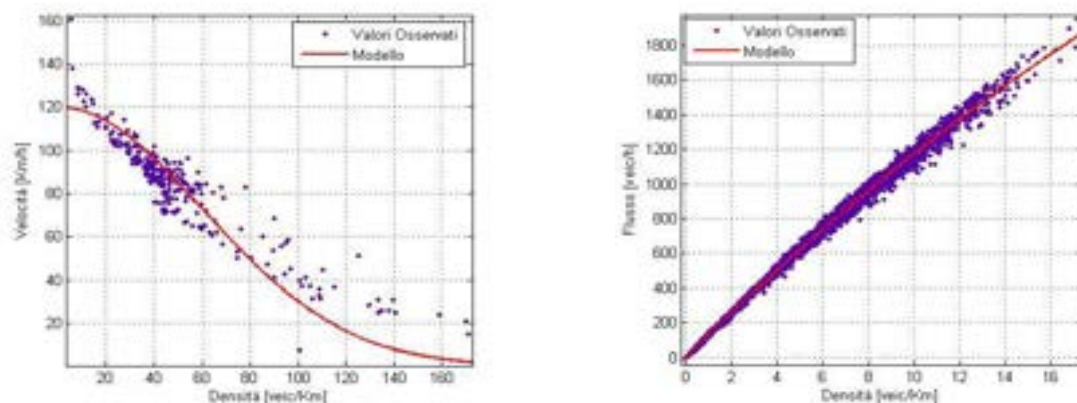 160
140
120
100
80
60
40
20
Velocità [Km/h]
Valori Osservati
Modello
20 40 60 80 100 120 140 160
Densità [veic/Km]
1800
1600
1400
1200
1000
800
600
400
200
0
Flusso [veic/h]
Valori Osservati
Modello
0 2 4 6 8 10 12 14 16
Densità [veic/Km]